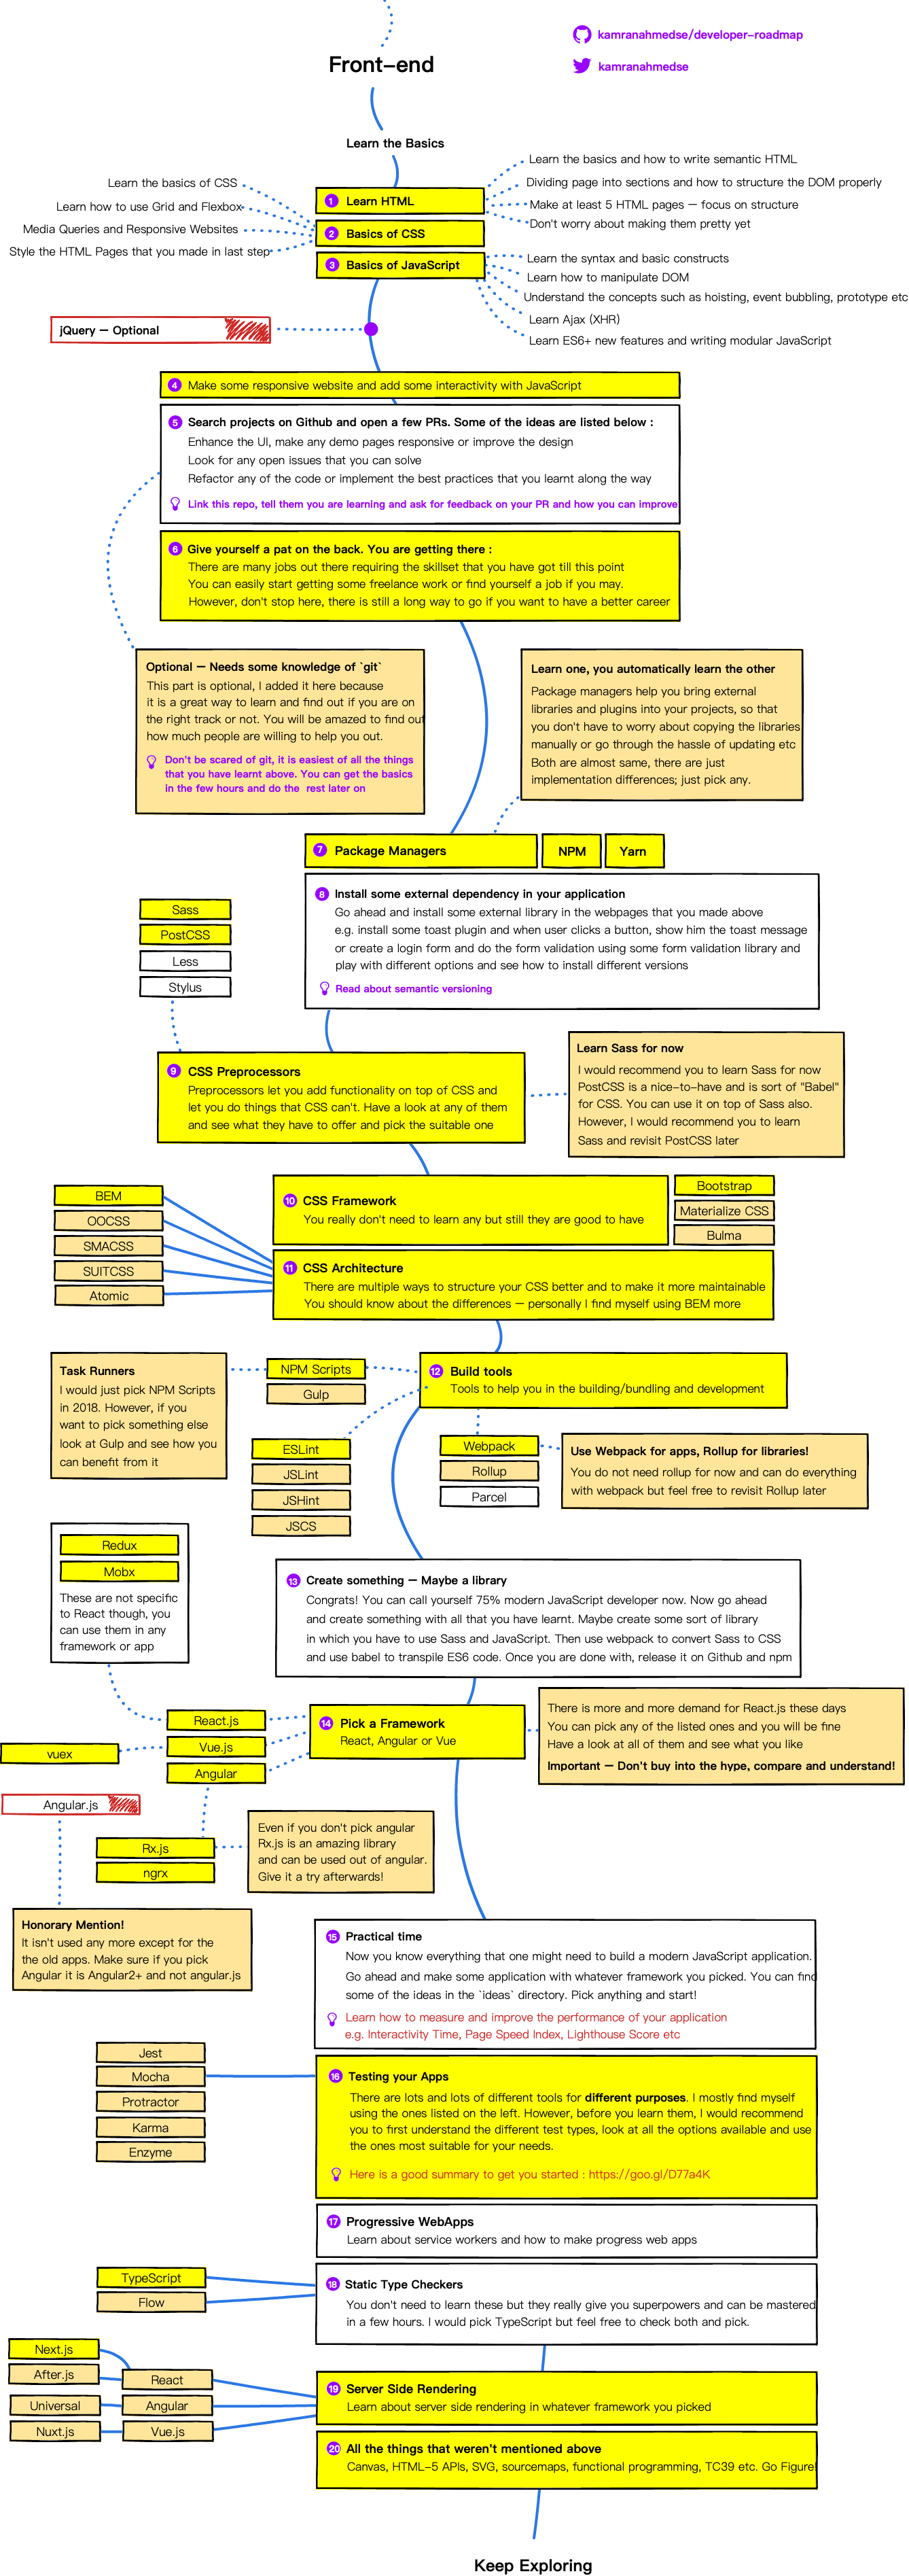 kamranahmedse/developer-roadmap
kamranahmedse
Front-end
Learn the Basics
Learn the basics of CSS
Learn how to use Grid and Flexbox
Media Queries and Responsive Websites
Style the HTML Pages that you made in last step
1 Learn HTML
2 Basics of CSS
3 Basics of JavaScript
Learn the basics and how to write semantic HTML
Dividing page into sections and how to structure the DOM properly
Make at least 5 HTML pages — focus on structure
Don't worry about making them pretty yet
Learn the syntax and basic constructs
Learn how to manipulate DOM
Understand the concepts such as hoisting, event bubbling, prototype etc
Learn Ajax (XHR)
Learn ES6+ new features and writing modular JavaScript
jQuery — Optional
4 Make some responsive website and add some interactivity with JavaScript
5 Search projects on Github and open a few PRs. Some of the ideas are listed below :
Enhance the UI, make any demo pages responsive or improve the design
Look for any open issues that you can solve
Refactor any of the code or implement the best practices that you learnt along the way
Link this repo, tell them you are learning and ask for feedback on your PR and how you can improve
6 Give yourself a pat on the back. You are getting there :
There are many jobs out there requiring the skillset that you have got till this point
You can easily start getting some freelance work or find yourself a job if you may.
However, don't stop here, there is still a long way to go if you want to have a better career
Optional — Needs some knowledge of `git`
This part is optional, I added it here because
it is a great way to learn and find out if you are on
the right track or not. You will be amazed to find out
how much people are willing to help you out.
Don't be scared of git, it is easiest of all the things
that you have learnt above. You can get the basics
in the few hours and do the rest later on
Learn one, you automatically learn the other
Package managers help you bring external
libraries and plugins into your projects, so that
you don't have to worry about copying the libraries
manually or go through the hassle of updating etc
Both are almost same, there are just
implementation differences; just pick any.
7 Package Managers
NPM
Yarn
8 Install some external dependency in your application
Go ahead and install some external library in the webpages that you made above
e.g. install some toast plugin and when user clicks a button, show him the toast message
or create a login form and do the form validation using some form validation library and
play with different options and see how to install different versions
Read about semantic versioning
Sass
PostCSS
Less
Stylus
9 CSS Preprocessors
Preprocessors let you add functionality on top of CSS and
let you do things that CSS can't. Have a look at any of them
and see what they have to offer and pick the suitable one
Learn Sass for now
I would recommend you to learn Sass for now
PostCSS is a nice-to-have and is sort of "Babel"
for CSS. You can use it on top of Sass also.
However, I would recommend you to learn
Sass and revisit PostCSS later
10 CSS Framework
You really don't need to learn any but still they are good to have
Bootstrap
Materialize CSS
Bulma
BEM
OOCSS
SMACSS
SUITCSS
Atomic
11 CSS Architecture
There are multiple ways to structure your CSS better and to make it more maintainable
You should know about the differences — personally I find myself using BEM more
Task Runners
I would just pick NPM Scripts
in 2018. However, if you
want to pick something else
look at Gulp and see how you
can benefit from it
NPM Scripts
Gulp
12 Build tools
Tools to help you in the building/bundling and development
ESLint
JSLint
JSHint
JSCS
Webpack
Rollup
Parcel
Use Webpack for apps, Rollup for libraries!
You do not need rollup for now and can do everything
with webpack but feel free to revisit Rollup later
Redux
Mobx
These are not specific
to React though, you
can use them in any
framework or app
13 Create something — Maybe a library
Congrats! You can call yourself 75% modern JavaScript developer now. Now go ahead
and create something with all that you have learnt. Maybe create some sort of library
in which you have to use Sass and JavaScript. Then use webpack to convert Sass to CSS
and use babel to transpile ES6 code. Once you are done with, release it on Github and npm
React.js
Vue.js
Angular
vuex
14 Pick a Framework
React, Angular or Vue
There is more and more demand for React.js these days
You can pick any of the listed ones and you will be fine
Have a look at all of them and see what you like
Important — Don't buy into the hype, compare and understand!
Angular.js
Rx.js
ngrx
Even if you don't pick angular
Rx.js is an amazing library
and can be used out of angular.
Give it a try afterwards!
Honorary Mention!
It isn't used any more except for the
the old apps. Make sure if you pick
Angular it is Angular2+ and not angular.js
15 Practical time
Now you know everything that one might need to build a modern JavaScript application.
Go ahead and make some application with whatever framework you picked. You can find
some of the ideas in the `ideas` directory. Pick anything and start!
Learn how to measure and improve the performance of your application
e.g. Interactivity Time, Page Speed Index, Lighthouse Score etc
Jest
Mocha
Protractor
Karma
Enzyme
16 Testing your Apps
There are lots and lots of different tools for different purposes. I mostly find myself
using the ones listed on the left. However, before you learn them, I would recommend
you to first understand the different test types, look at all the options available and use
the ones most suitable for your needs.
Here is a good summary to get you started : https://goo.gl/D77a4K
17 Progressive WebApps
Learn about service workers and how to make progress web apps
TypeScript
Flow
18 Static Type Checkers
You don't need to learn these but they really give you superpowers and can be mastered
in a few hours. I would pick TypeScript but feel free to check both and pick.
Next.js
After.js
React
Universal
Angular
Nuxt.js
Vue.js
19 Server Side Rendering
Learn about server side rendering in whatever framework you picked
20 All the things that weren't mentioned above
Canvas, HTML-5 APIs, SVG, sourcemaps, functional programming, TC39 etc. Go Figure!
Keep Exploring